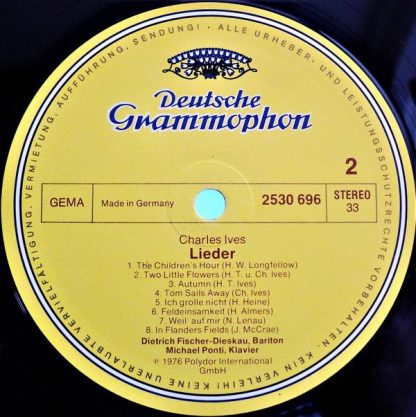 ALLE URHEBER- UND LEISTUNGSSCHUTZRECHTE VORBEHALTEN. KEIN VERLEIH! KEINE UNERLAUBTE VERVIELFÄLTIGUNG, VERMIETUNG, AUFFÜHRUNG, SENDUNG!
Deutsche
Grammophon
2
GEMA
Made in Germany
2530 696
STEREO
33
Charles Ives
Lieder
1. The Children's Hour (H. W. Longfellow)
2. Two Little Flowers (H. T. u. Ch. Ives)
3. Autumn (H. T. Ives)
4. Tom Sails Away (Ch. Ives)
5. Ich grolle nicht (H. Heine)
6. Feldeinsamkeit (H. Almers)
7. Weil' auf mir (N. Lenau)
8. In Flanders Fields (J. McCrae)
Dietrich Fischer-Dieskau, Bariton
Michael Ponti, Klavier
℗ 1976 Polydor International
GmbH